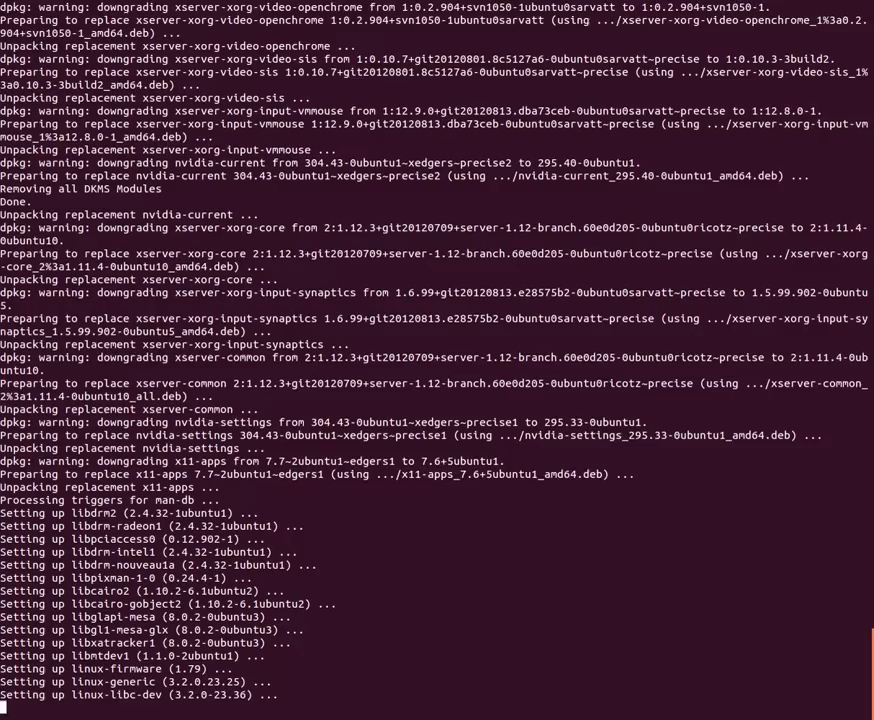 dpkg: warning: downgrading xserver-xorg-video-openchrome from 1:0.2.904+svn1050-1ubuntu0sarvatt to 1:0.2.904+svn1050-1.
Preparing to replace xserver-xorg-video-openchrome 1:0.2.904+svn1050-1ubuntu0sarvatt (using .../xserver-xorg-video-openchrome_1%3a0.2.
904+svn1050-1_amd64.deb) ...
Unpacking replacement xserver-xorg-video-openchrome ...
dpkg: warning: downgrading xserver-xorg-video-sis from 1:0.10.7+git20120801.8c5127a6-0ubuntu0sarvatt~precise to 1:0.10.3-3build2.
Preparing to replace xserver-xorg-video-sis 1:0.10.7+git20120801.8c5127a6-0ubuntu0sarvatt~precise (using .../xserver-xorg-video-sis_1%
3a0.10.3-3build2_amd64.deb) ...
Unpacking replacement xserver-xorg-video-sis ...
dpkg: warning: downgrading xserver-xorg-input-vmmouse from 1:12.9.0+git20120813.dba73ceb-0ubuntu0sarvatt~precise to 1:12.8.0-1.
Preparing to replace xserver-xorg-input-vmmouse 1:12.9.0+git20120813.dba73ceb-0ubuntu0sarvatt~precise (using .../xserver-xorg-input-vm
mouse_1%3a12.8.0-1_amd64.deb) ...
Unpacking replacement xserver-xorg-input-vmmouse ...
dpkg: warning: downgrading nvidia-current from 304.43-0ubuntu1~xedgers~precise2 to 295.40-0ubuntu1.
Preparing to replace nvidia-current 304.43-0ubuntu1~xedgers~precise2 (using .../nvidia-current_295.40-0ubuntu1_amd64.deb) ...
Removing all DKMS Modules
Done.
Unpacking replacement nvidia-current ...
dpkg: warning: downgrading xserver-xorg-core from 2:1.12.3+git20120709+server-1.12-branch.60e0d205-0ubuntu0ricotz~precise to 2:1.11.4-
0ubuntu10.
Preparing to replace xserver-xorg-core 2:1.12.3+git20120709+server-1.12-branch.60e0d205-0ubuntu0ricotz~precise (using .../xserver-xorg
-core_2%3a1.11.4-0ubuntu10_amd64.deb) ...
Unpacking replacement xserver-xorg-core ...
dpkg: warning: downgrading xserver-xorg-input-synaptics from 1.6.99+git20120813.e28575b2-0ubuntu0sarvatt~precise to 1.5.99.902-0ubuntu
5.
Preparing to replace xserver-xorg-input-synaptics 1.6.99+git20120813.e28575b2-0ubuntu0sarvatt~precise (using .../xserver-xorg-input-sy
naptics_1.5.99.902-0ubuntu5_amd64.deb) ...
Unpacking replacement xserver-xorg-input-synaptics ...
dpkg: warning: downgrading xserver-common from 2:1.12.3+git20120709+server-1.12-branch.60e0d205-0ubuntu0ricotz~precise to 2:1.11.4-0ub
untu10.
Preparing to replace xserver-common 2:1.12.3+git20120709+server-1.12-branch.60e0d205-0ubuntu0ricotz~precise (using .../xserver-common_
2%3a1.11.4-0ubuntu10_all.deb) ...
Unpacking replacement xserver-common ...
dpkg: warning: downgrading nvidia-settings from 304.43-0ubuntu1~xedgers~precise1 to 295.33-0ubuntu1.
Preparing to replace nvidia-settings 304.43-0ubuntu1~xedgers~precise1 (using .../nvidia-settings_295.33-0ubuntu1_amd64.deb) ...
Unpacking replacement nvidia-settings ...
dpkg: warning: downgrading x11-apps from 7.7~2ubuntu1~edgers1 to 7.6+5ubuntu1.
Preparing to replace x11-apps 7.7~2ubuntu1~edgers1 (using .../x11-apps_7.6+5ubuntu1_amd64.deb) ...
Unpacking replacement x11-apps ...
Processing triggers for man-db ...
Setting up libdrm2 (2.4.32-1ubuntu1) ...
Setting up libdrm-radeon1 (2.4.32-1ubuntu1) ...
Setting up libpciaccess0 (0.12.902-1) ...
Setting up libdrm-intel1 (2.4.32-1ubuntu1) ...
Setting up libdrm-nouveau1a (2.4.32-1ubuntu1) ...
Setting up libpixman-1-0 (0.24.4-1) ...
Setting up libcairo2 (1.10.2-6.1ubuntu2) ...
Setting up libcairo-gobject2 (1.10.2-6.1ubuntu2) ...
Setting up libglapi-mesa (8.0.2-0ubuntu3) ...
Setting up libgl1-mesa-glx (8.0.2-0ubuntu3) ...
Setting up libxatracker1 (8.0.2-0ubuntu3) ...
Setting up libmtdev1 (1.1.0-2ubuntu1) ...
Setting up linux-firmware (1.79) ...
Setting up linux-generic (3.2.0.23.25) ...
Setting up linux-libc-dev (3.2.0-23.36) ...